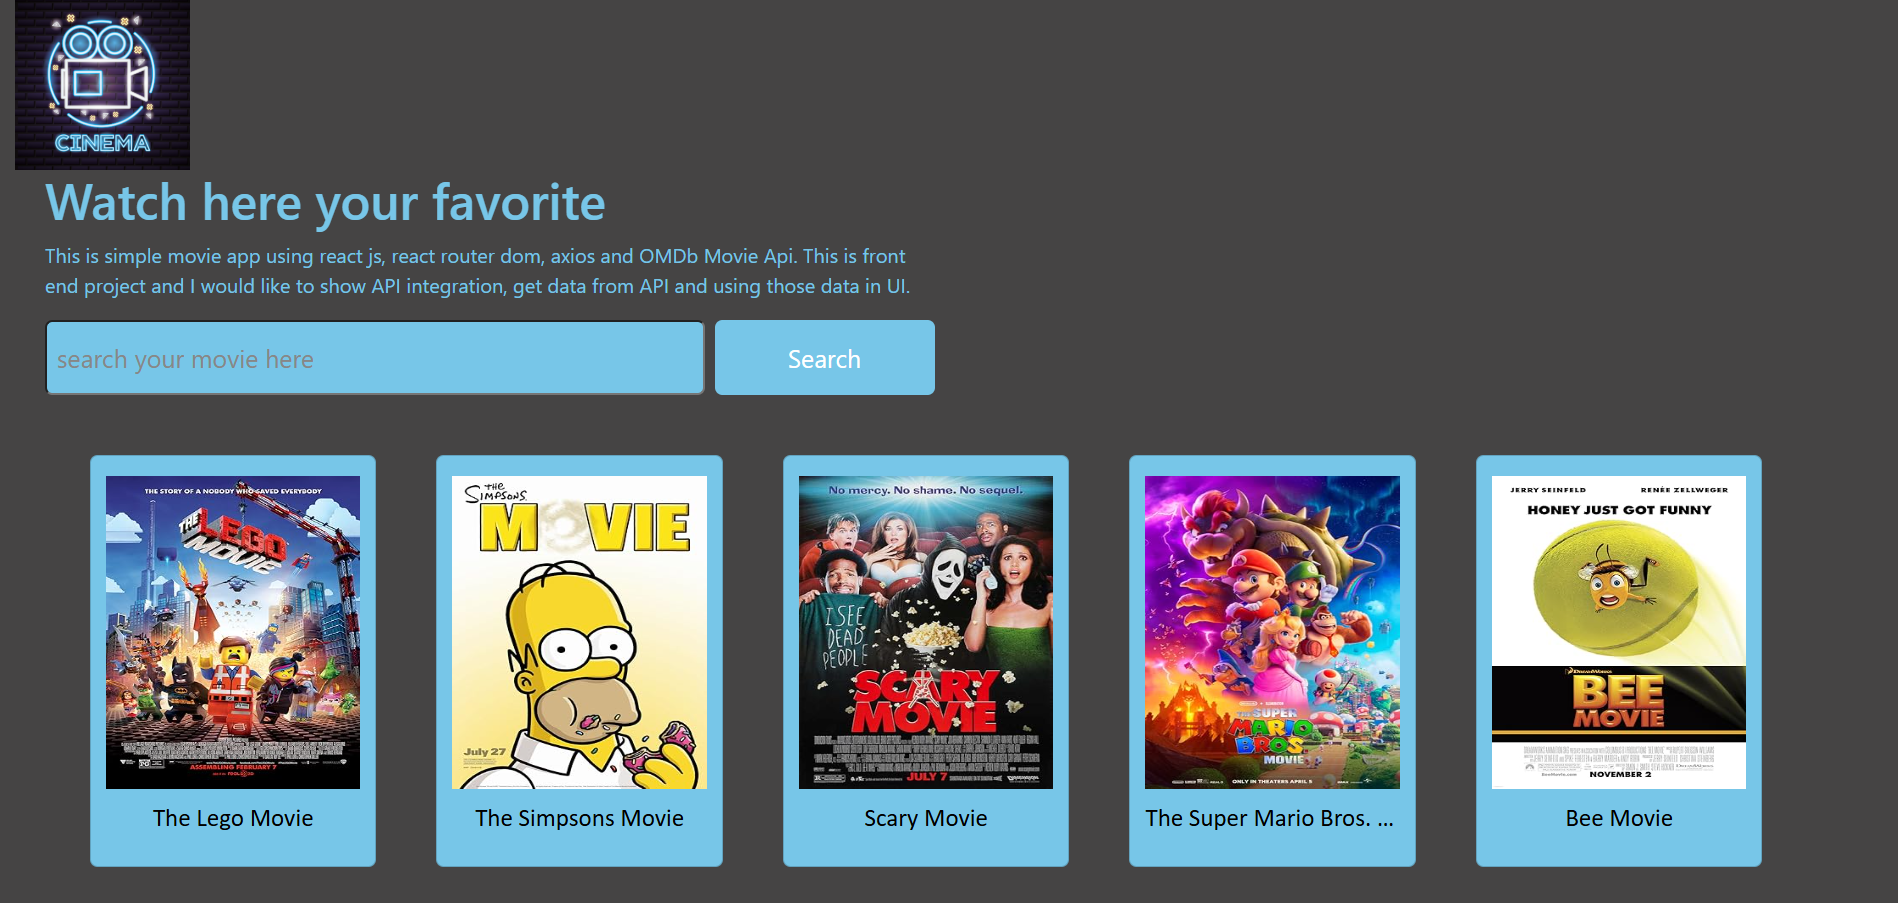 CINEMA
Watch here your favorite
This is simple movie app using react js, react router dom, axios and OMDb Movie Api. This is front
end project and I would like to show API integration, get data from API and using those data in UI.
search your movie here
Search
THE STORY OF A NOBODY WHO SAVED EVERYBODY
THE
LEGO
MOVIE
ASSEMBLING FEBRUARY 7
The Lego Movie
THE
SIMPSONS
MOVIE
July 27
The Simpsons Movie
No mercy. No shame. No sequel.
I SEE
DEAD
PEOPLE
SCARY
MOVIE
JULY 7
Scary Movie
THE SUPER
MARIO
BROS
MOVIE
ONLY IN THEATERS APRIL 5
The Super Mario Bros. ...
JERRY SEINFELD RENÉE ZELLWEGER
HONEY JUST GOT FUNNY
DREAMWORKS
BEE
MOVIE
BeeMovie.com
NOVEMBER 2
Bee Movie